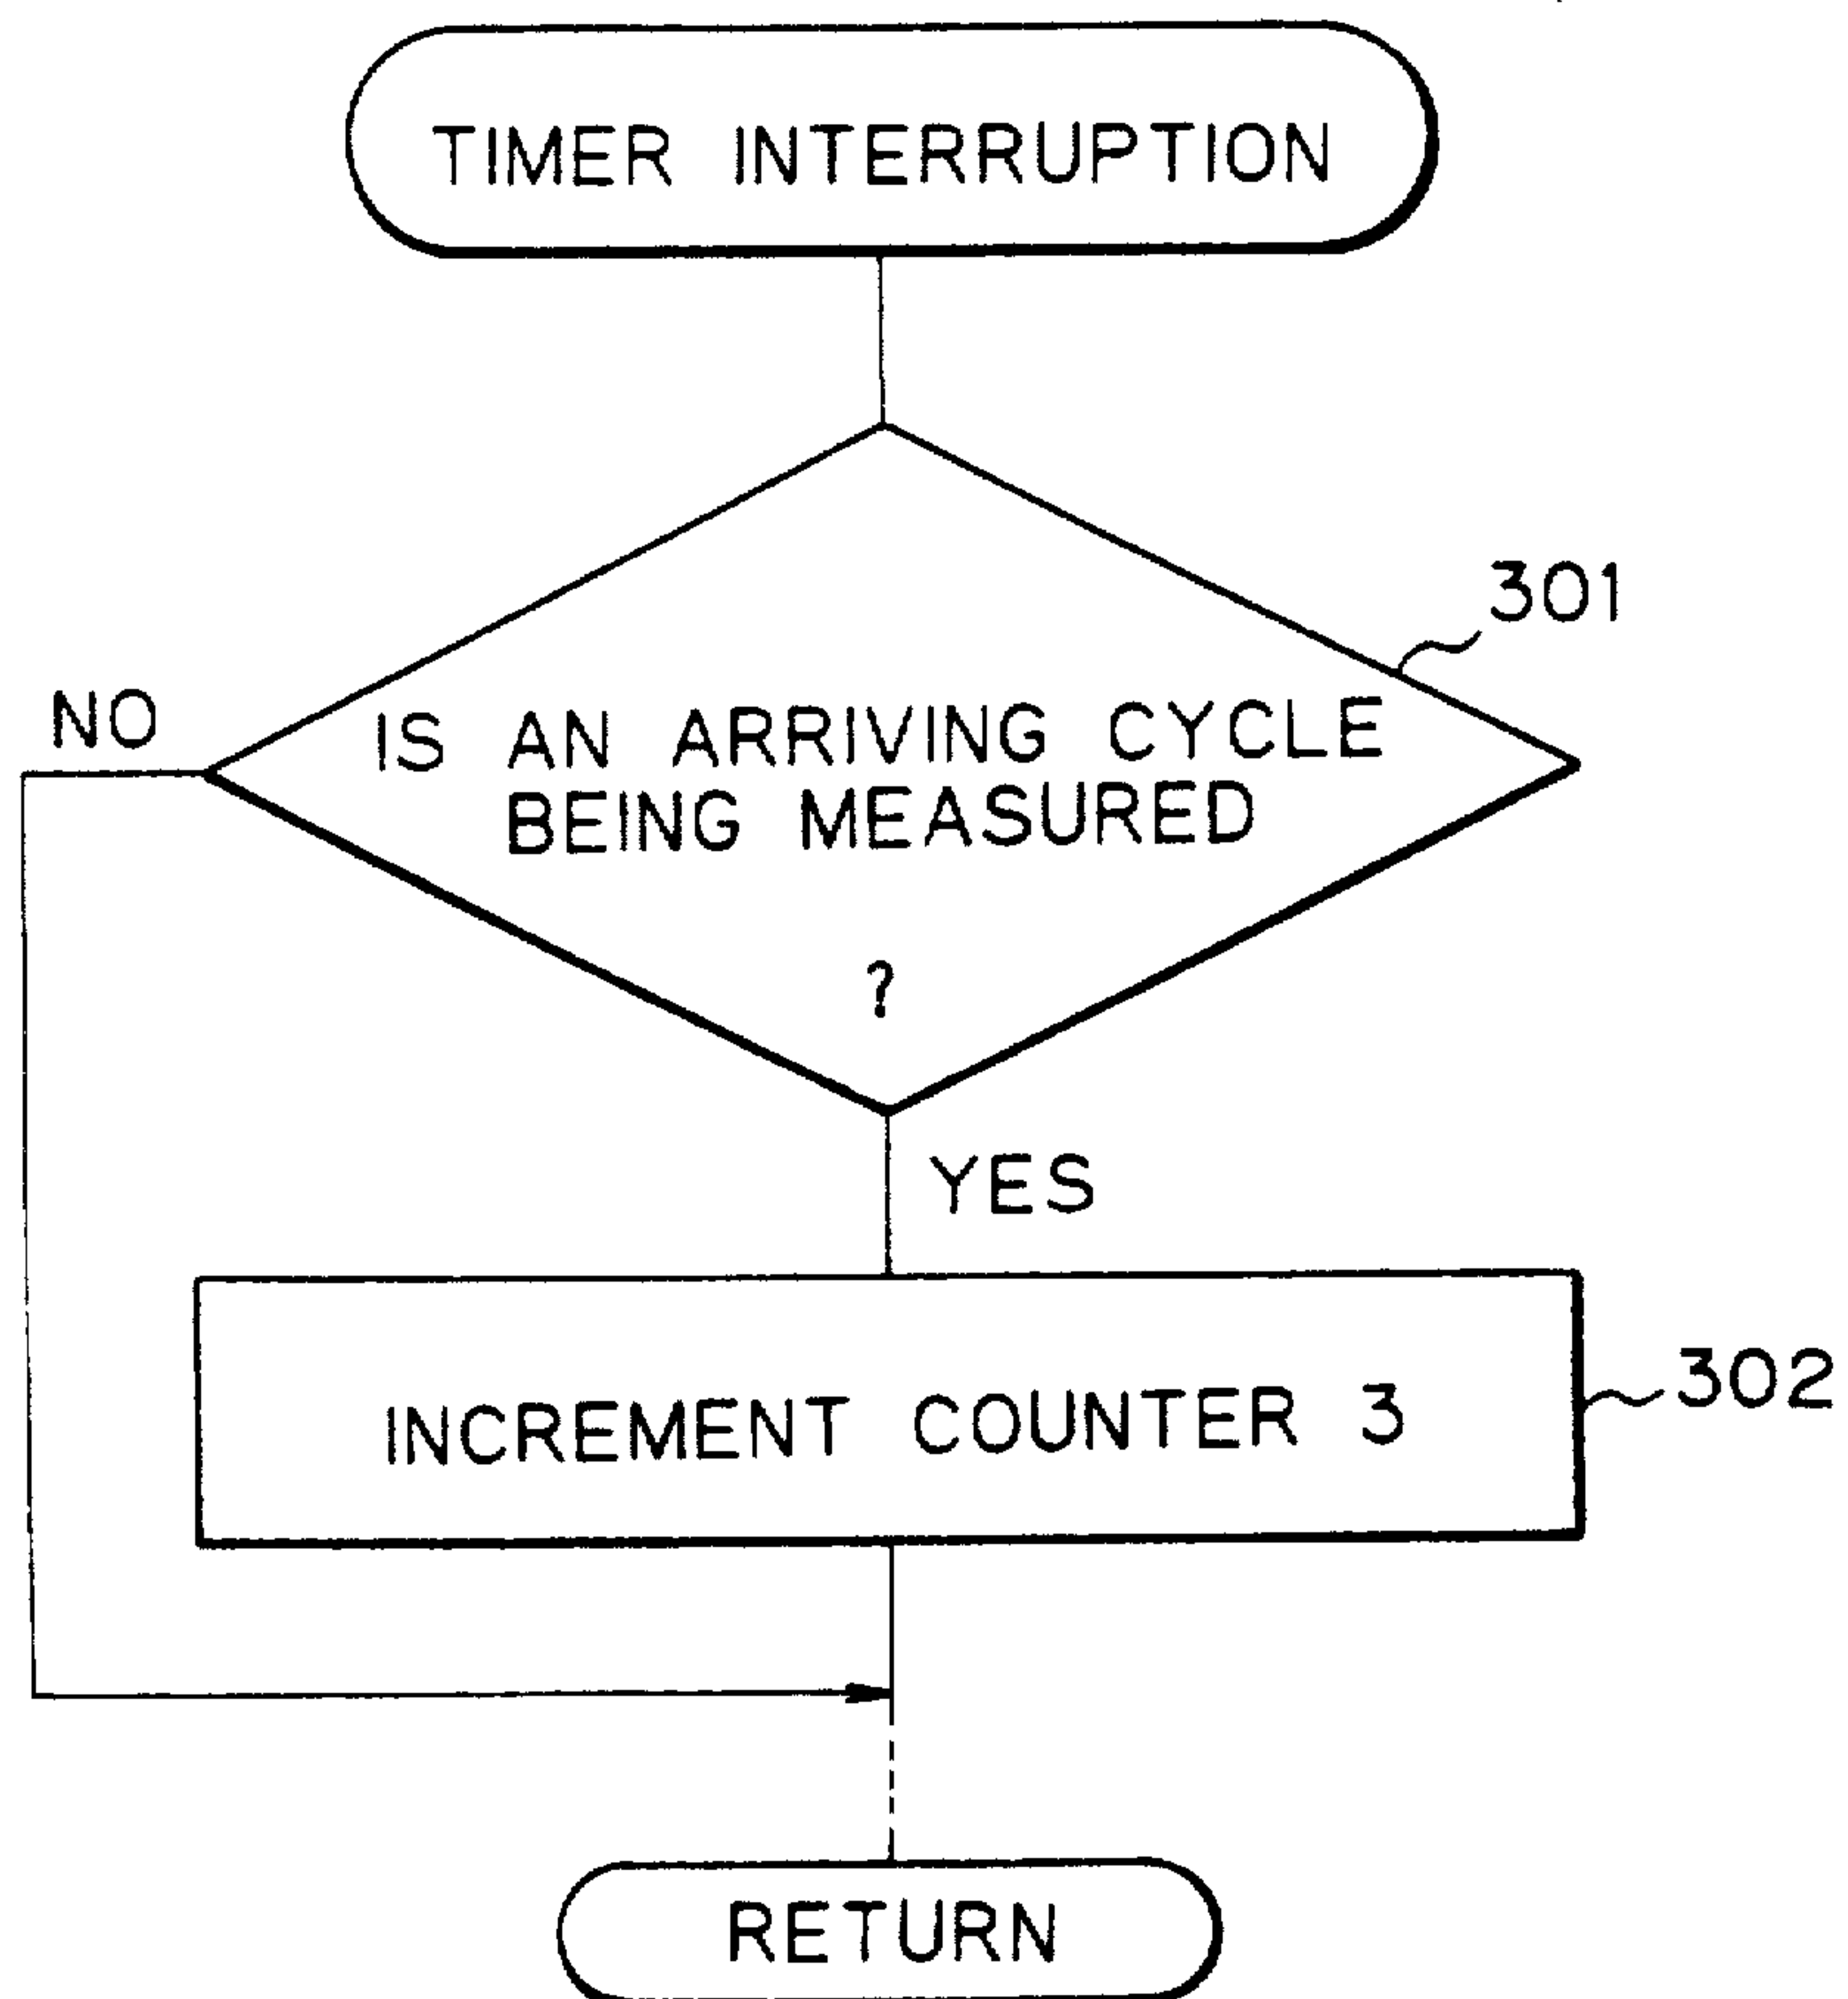 TIMER INTERRUPTION
301
NO
IS AN ARRIVING CYCLE
BEING MEASURED
?
YES
INCREMENT COUNTER 3
302
RETURN